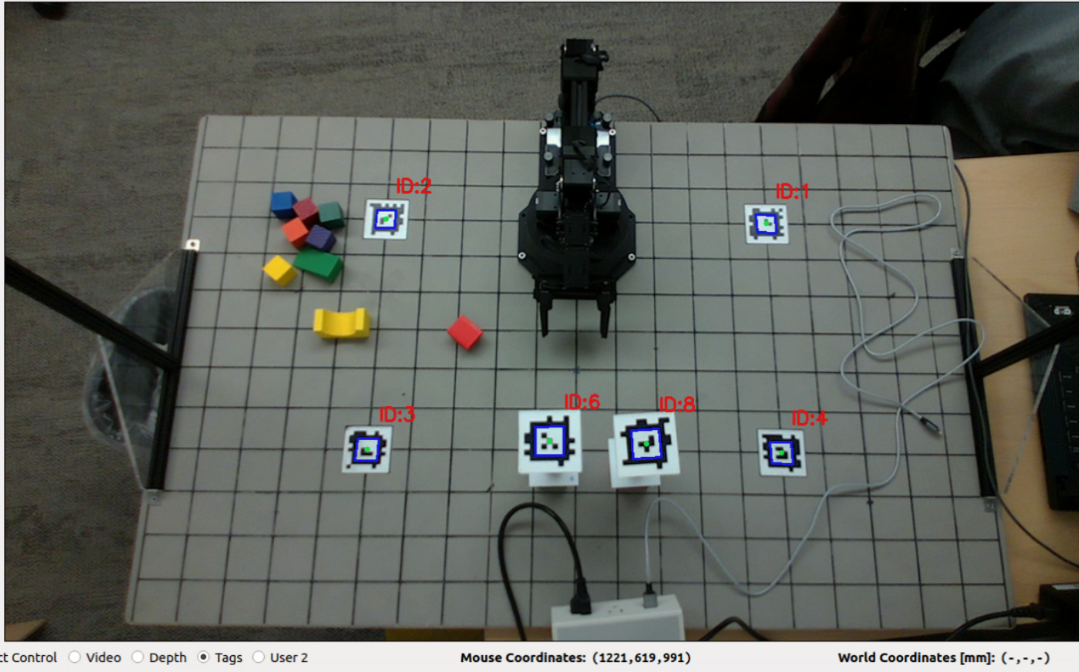 ID:2
ID:1
ID:3
ID:6
ID:8
ID:4
ct Control Video Depth Tags User 2 Mouse Coordinates: (1221,619,991) World Coordinates [mm]: (-,-,-)